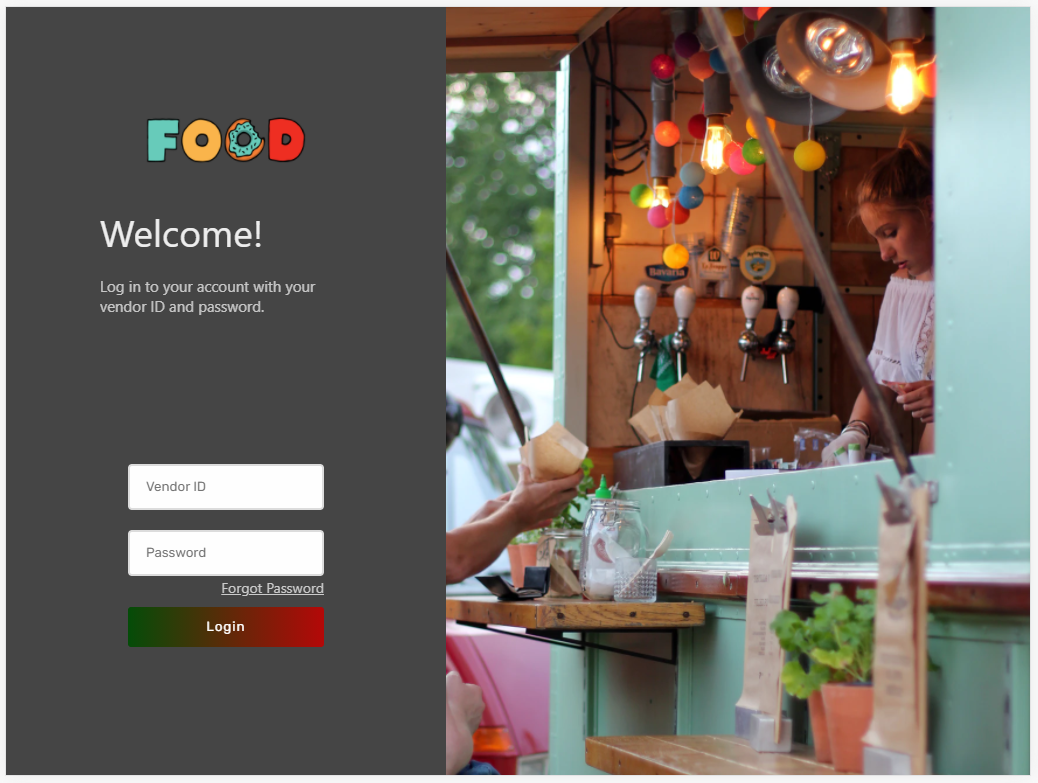 FOOD
Welcome!
Log in to your account with your
vendor ID and password.
Vendor ID
Password
Forgot Password
Login
Bavaria